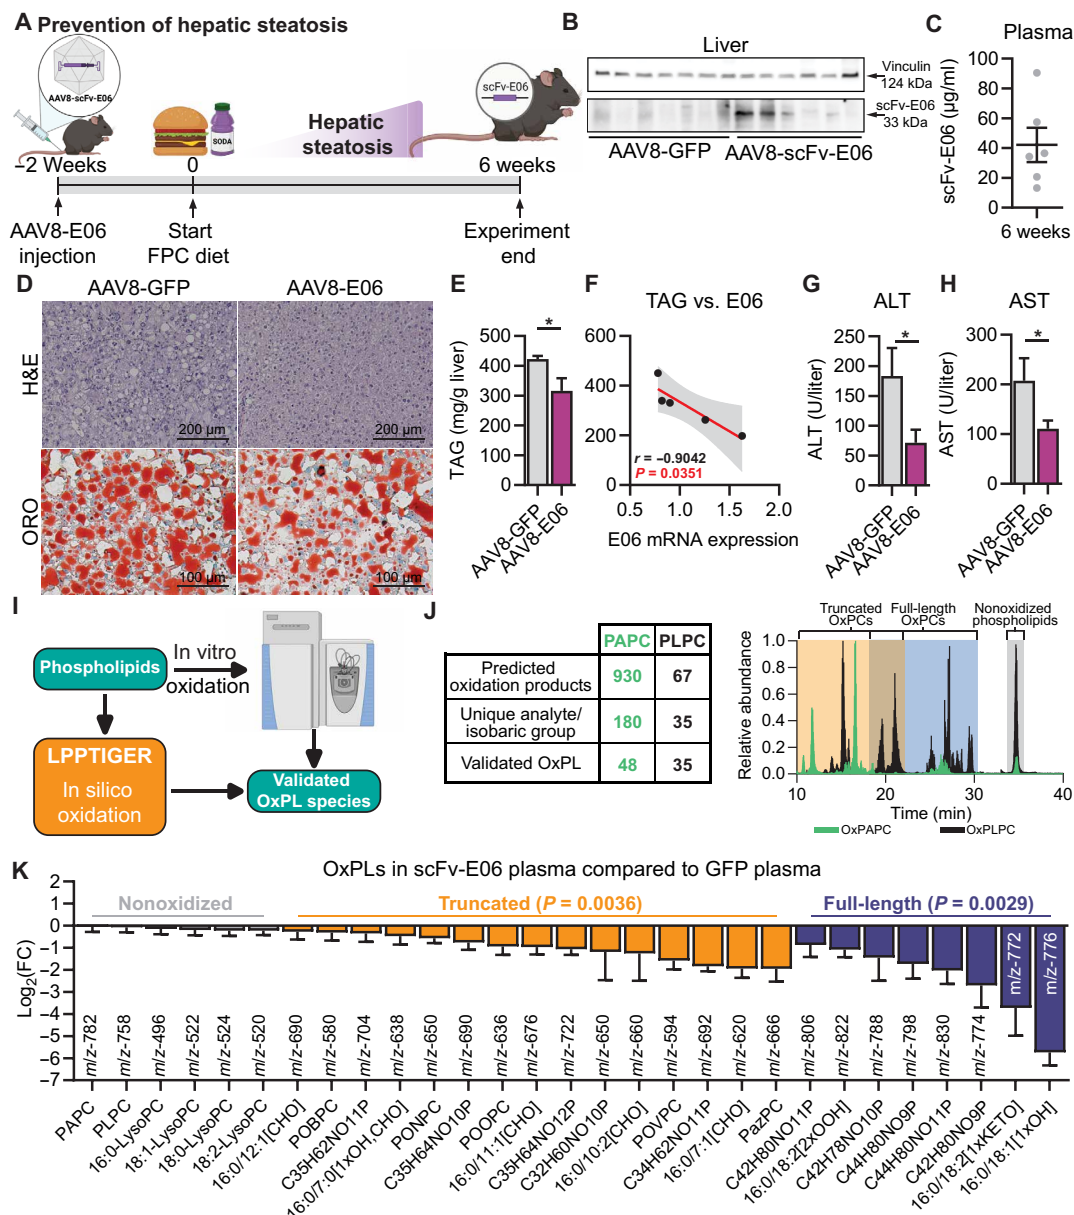 A Prevention of hepatic steatosis
AAV8-scFv-E06
SODA
scFv-E06
Hepatic
steatosis
−2 Weeks
0
6 weeks
AAV8-E06
injection
Start
FPC diet
Experiment
end
B
Liver
Vinculin
124 kDa
scFv-E06
33 kDa
AAV8-GFP
AAV8-scFv-E06
C
Plasma
scFv-E06 (µg/ml)
100
80
60
40
20
0
6 weeks
D
AAV8-GFP
AAV8-E06
H&E
200 µm
200 µm
ORO
100 µm
100 µm
E
TAG (mg/g liver)
500
400
300
200
100
0
*
AAV8-GFP
AAV8-E06
F
TAG vs. E06
600
400
200
0
r = −0.9042
P = 0.0351
0.5
1.0
1.5
2.0
E06 mRNA expression
G
ALT
ALT (U/liter)
250
200
150
100
50
0
*
AAV8-GFP
AAV8-E06
H
AST
AST (U/liter)
300
200
100
0
*
AAV8-GFP
AAV8-E06
I
Phospholipids
In vitro
oxidation
LPPTIGER
In silico
oxidation
Validated
OxPL species
J
PAPC PLPC
Predicted
oxidation products
930 67
Unique analyte/
isobaric group
180 35
Validated OxPL
48 35
Truncated
OxPCs
Full-length
OxPCs
Nonoxidized
phospholipids
Relative abundance
1.0
0.8
0.6
0.4
0.2
0.0
10
20
30
40
Time (min)
OxPAPC
OxPLPC
K
OxPLs in scFv-E06 plasma compared to GFP plasma
Log2(FC)
2
1
0
−1
−2
−3
−4
−5
−6
−7
Nonoxidized
Truncated (P = 0.0036)
Full-length (P = 0.0029)
m/z-782
m/z-758
m/z-496
m/z-522
m/z-524
m/z-520
m/z-690
m/z-580
m/z-704
m/z-638
m/z-650
m/z-690
m/z-636
m/z-676
m/z-722
m/z-650
m/z-660
m/z-594
m/z-692
m/z-620
m/z-666
m/z-806
m/z-822
m/z-788
m/z-798
m/z-830
m/z-774
m/z-772
m/z-776
PAPC
PLPC
16:0-LysoPC
18:1-LysoPC
18:0-LysoPC
18:2-LysoPC
16:0/12:1[CHO]
POBPC
C35H62NO11P
16:0/7:0[1xOH,CHO]
PONPC
C35H64NO10P
POOPC
16:0/11:1[CHO]
C35H64NO12P
C32H60NO10P
16:0/10:2[CHO]
POVPC
C34H62NO11P
16:0/7:1[CHO]
PazPC
C42H80NO11P
16:0/18:2[2xOOH]
C42H78NO10P
C44H80NO9P
C44H80NO11P
C42H80NO9P
16:0/18:2[1xKETO]
16:0/18:1[1xOH]